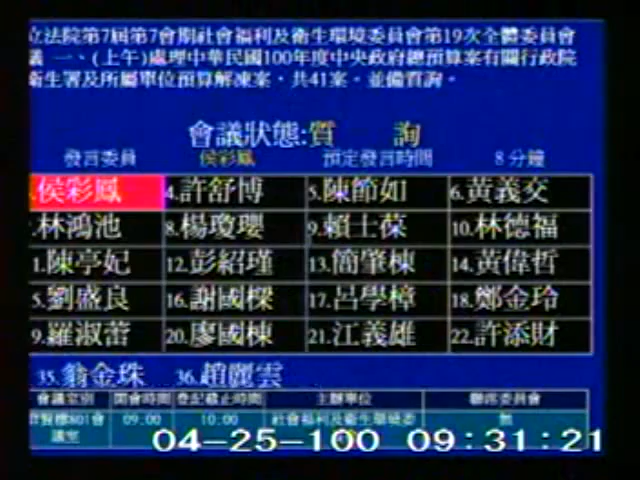 立法院第7屆第7會期社會福利及衛生環境委員會第19次全體委員會
議 一、(上午)處理中華民國100年度中央政府總預算案有關行政院
衛生署及所屬單位預算解凍案，共41案。並備質詢。
會議狀態:質 詢
發言委員 侯彩鳳 預定發言時間 8分鐘
.侯彩鳳 4.許舒博 5.陳節如 6.黃義交
.林鴻池 8.楊瓊瓔 9.賴士葆 10.林德福
1.陳亭妃 12.彭紹瑾 13.簡肇棟 14.黃偉哲
5.劉盛良 16.謝國樑 17.呂學樟 18.鄭金玲
9.羅淑蕾 20.廖國棟 21.江義雄 22.許添財
35.翁金珠 36.趙麗雲
會議室別 開會時間 登記截止時間 主辦單位 聯席委員會
群賢樓801會 09:00 10:00 社會福利及衛生環境委 無
議室
04-25-100 09:31:21